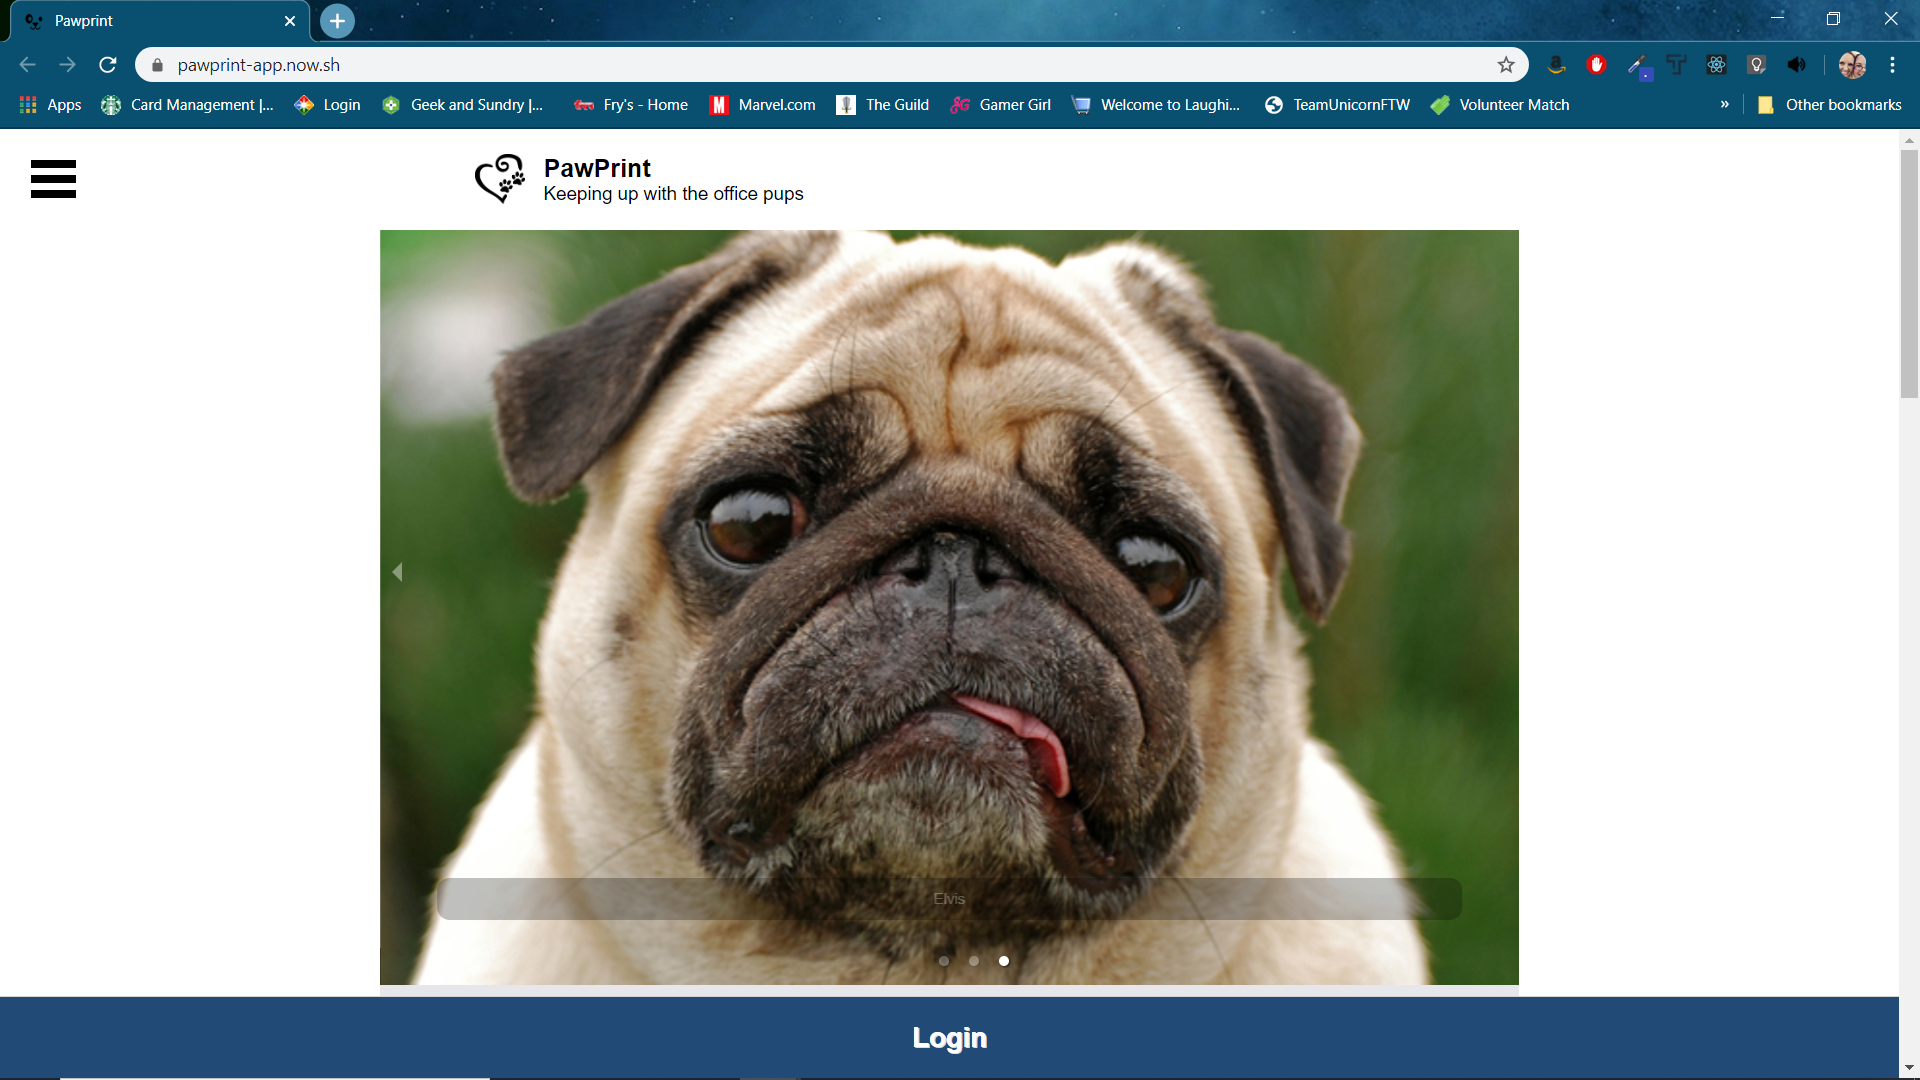 Pawprint
pawprint-app.now.sh
Apps Card Management |... Login Geek and Sundry |... Fry's - Home Marvel.com The Guild Gamer Girl Welcome to Laughi... TeamUnicornFTW Volunteer Match » Other bookmarks
PawPrint
Keeping up with the office pups
Elvis
Login